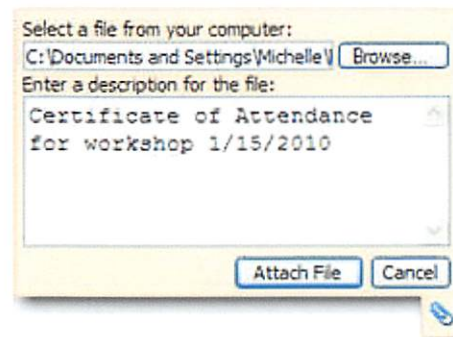 Select a file from your computer:
C:\Documents and Settings\Michelle\ Browse...
Enter a description for the file:
Certificate of Attendance
for workshop 1/15/2010
Attach File Cancel